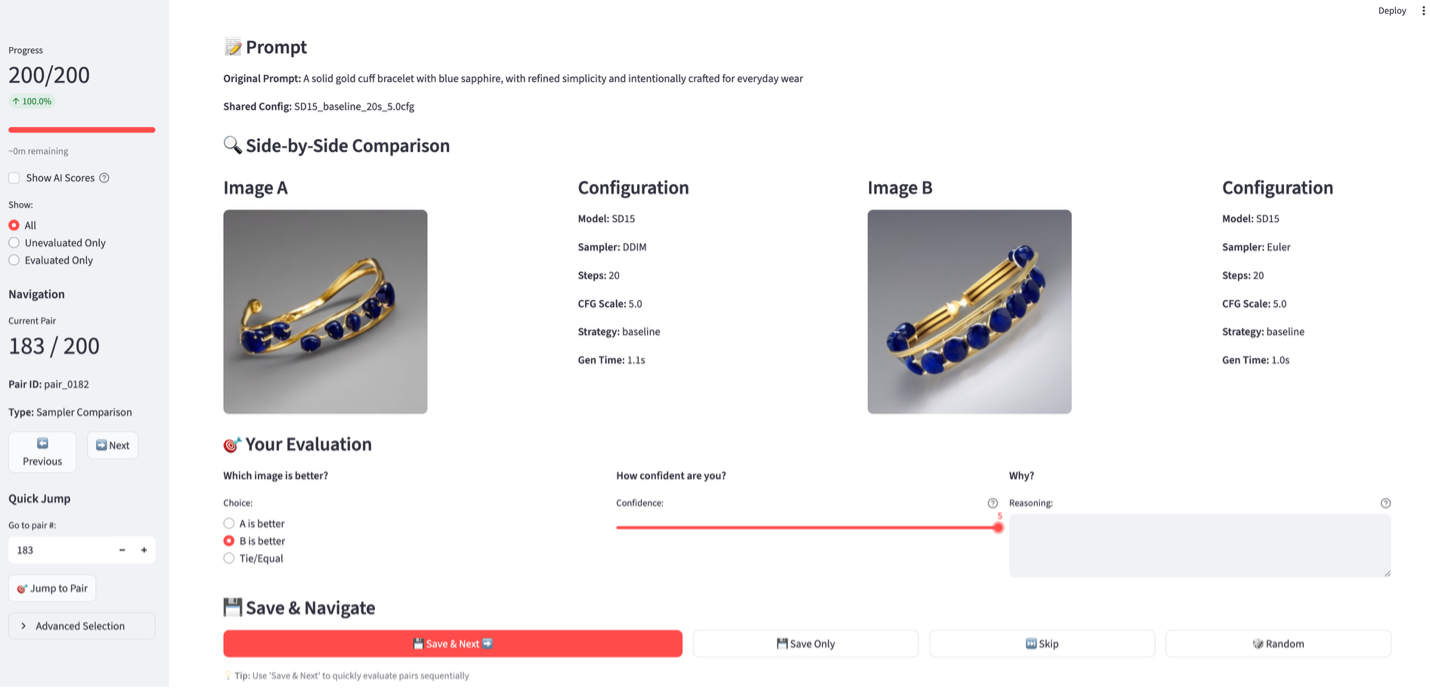 Deploy
Progress
200/200
↑ 100.0%
~0m remaining
Show AI Scores
Show:
All
Unevaluated Only
Evaluated Only
Navigation
Current Pair
183 / 200
Pair ID: pair_0182
Type: Sampler Comparison
Previous
Next
Quick Jump
Go to pair #:
183
Jump to Pair
Advanced Selection
Prompt
Original Prompt: A solid gold cuff bracelet with blue sapphire, with refined simplicity and intentionally crafted for everyday wear
Shared Config: SD15_baseline_20s_5.0cfg
Side-by-Side Comparison
Image A
Configuration
Model: SD15
Sampler: DDIM
Steps: 20
CFG Scale: 5.0
Strategy: baseline
Gen Time: 1.1s
Image B
Configuration
Model: SD15
Sampler: Euler
Steps: 20
CFG Scale: 5.0
Strategy: baseline
Gen Time: 1.0s
Your Evaluation
Which image is better?
Choice:
A is better
B is better
Tie/Equal
How confident are you?
Confidence:
5
Why?
Reasoning:
Save & Navigate
Save & Next
Save Only
Skip
Random
Tip: Use 'Save & Next' to quickly evaluate pairs sequentially